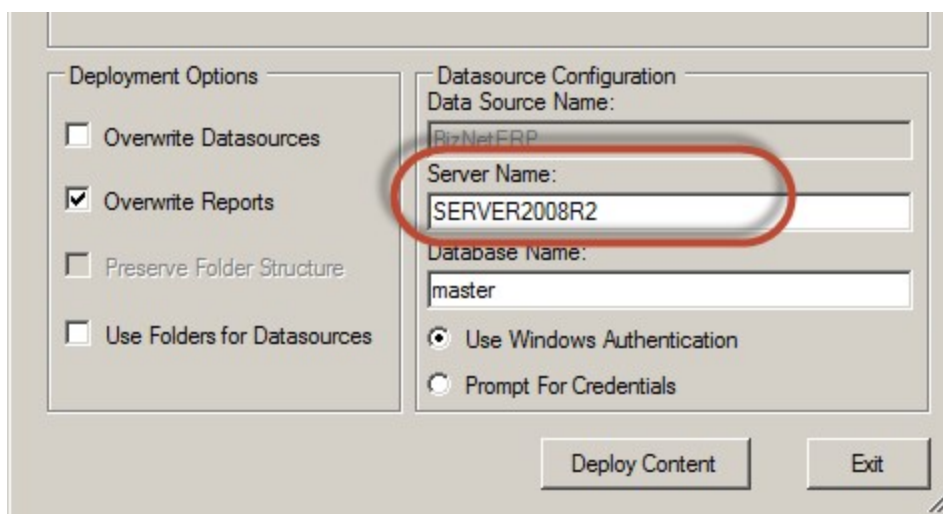 Deployment Options
Overwrite Datasources
Overwrite Reports
Preserve Folder Structure
Use Folders for Datasources
Datasource Configuration
Data Source Name:
BizNetERP
Server Name:
SERVER2008R2
Database Name:
master
Use Windows Authentication
Prompt For Credentials
Deploy Content
Exit